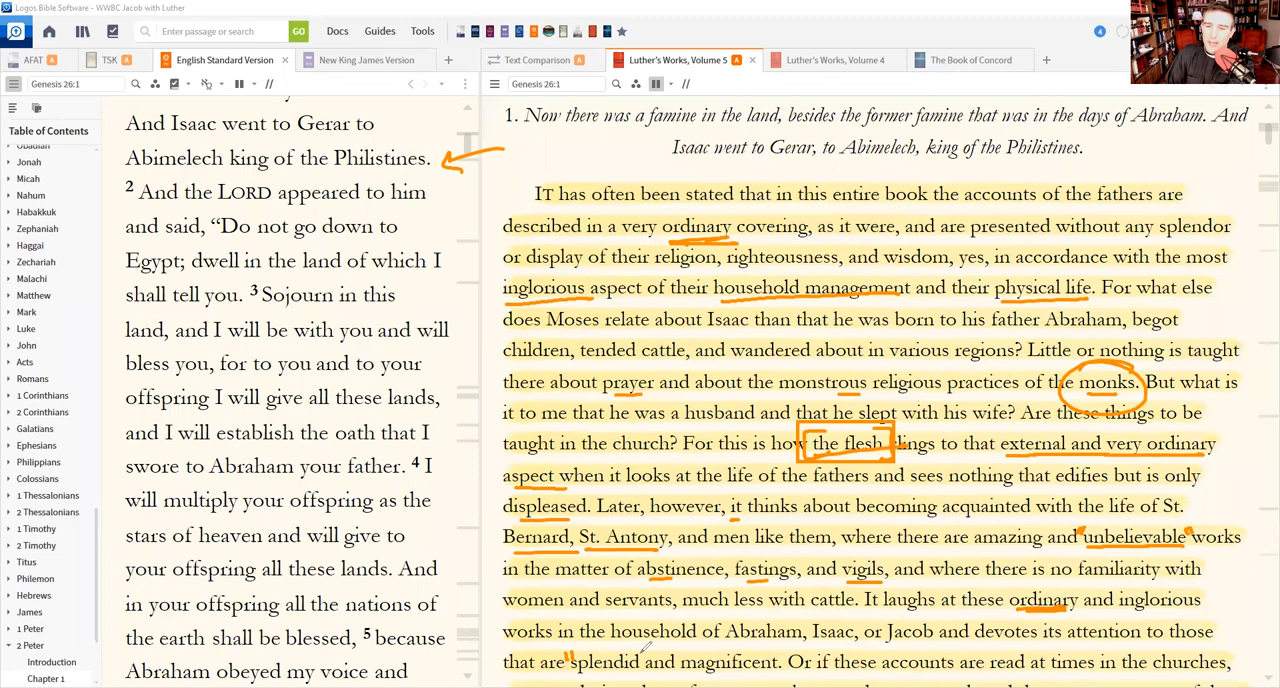 Logos Bible Software - WWBC Jacob with Luther
Enter passage or search GO Docs Guides Tools
4
AFAT A TSK A English Standard Version New King James Version
Text Comparison A Luther's Works, Volume 5 A Luther's Works, Volume 4 The Book of Concord
Genesis 26:1
Genesis 26:1
Table of Contents
Obadiah
Jonah
Micah
Nahum
Habakkuk
Zephaniah
Haggai
Zechariah
Malachi
Matthew
Mark
Luke
John
Acts
Romans
1 Corinthians
2 Corinthians
Galatians
Ephesians
Philippians
Colossians
1 Thessalonians
2 Thessalonians
1 Timothy
2 Timothy
Titus
Philemon
Hebrews
James
1 Peter
2 Peter
Introduction
Chapter 1
And Isaac went to Gerar to
Abimelech king of the Philistines.
2 And the LORD appeared to him
and said, “Do not go down to
Egypt; dwell in the land of which I
shall tell you. 3 Sojourn in this
land, and I will be with you and will
bless you, for to you and to your
offspring I will give all these lands,
and I will establish the oath that I
swore to Abraham your father. 4 I
will multiply your offspring as the
stars of heaven and will give to
your offspring all these lands. And
in your offspring all the nations of
the earth shall be blessed, 5 because
Abraham obeyed my voice and
1. Now there was a famine in the land, besides the former famine that was in the days of Abraham. And
Isaac went to Gerar, to Abimelech, king of the Philistines.
IT has often been stated that in this entire book the accounts of the fathers are
described in a very ordinary covering, as it were, and are presented without any splendor
or display of their religion, righteousness, and wisdom, yes, in accordance with the most
inglorious aspect of their household management and their physical life. For what else
does Moses relate about Isaac than that he was born to his father Abraham, begot
children, tended cattle, and wandered about in various regions? Little or nothing is taught
there about prayer and about the monstrous religious practices of the monks. But what is
it to me that he was a husband and that he slept with his wife? Are these things to be
taught in the church? For this is how the flesh clings to that external and very ordinary
aspect when it looks at the life of the fathers and sees nothing that edifies but is only
displeased. Later, however, it thinks about becoming acquainted with the life of St.
Bernard, St. Antony, and men like them, where there are amazing and "unbelievable" works
in the matter of abstinence, fastings, and vigils, and where there is no familiarity with
women and servants, much less with cattle. It laughs at these ordinary and inglorious
works in the household of Abraham, Isaac, or Jacob and devotes its attention to those
that are "splendid and magnificent. Or if these accounts are read at times in the churches,